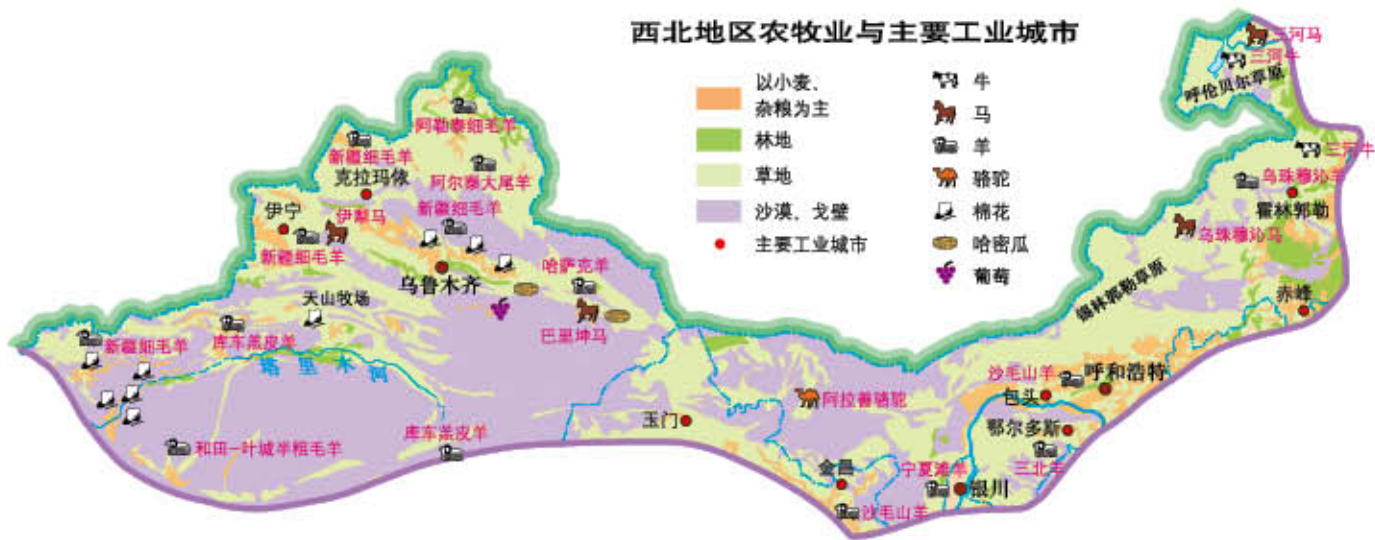 西北地区农牧业与主要工业城市
以小麦、
杂粮为主
林地
草地
沙漠、戈壁
主要工业城市
牛
马
羊
骆驼
棉花
哈密瓜
葡萄
三河马
三河牛
呼伦贝尔草原
三河牛
乌珠穆沁羊
霍林郭勒
乌珠穆沁马
锡林郭勒草原
赤峰
阿勒泰细毛羊
新疆细毛羊
克拉玛依
阿尔泰大尾羊
新疆细毛羊
伊宁
伊犁马
新疆细毛羊
乌鲁木齐
哈萨克羊
天山牧场
巴里坤马
新疆细毛羊
库车羔皮羊
塔里木河
和田-叶城半粗毛羊
库车羔皮羊
玉门
阿拉善骆驼
沙毛山羊
呼和浩特
包头
鄂尔多斯
三北羊
金昌
宁夏滩羊
银川
沙毛山羊